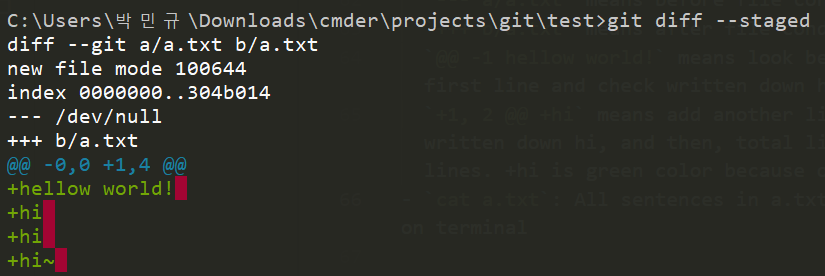 C:\Users\박민규\Downloads\cmder\projects\git\test>git diff --staged
diff --git a/a.txt b/a.txt
new file mode 100644
index 0000000..304b014
--- /dev/null
+++ b/a.txt
@@ -0,0 +1,4 @@
+hellow world!
+hi
+hi
+hi~